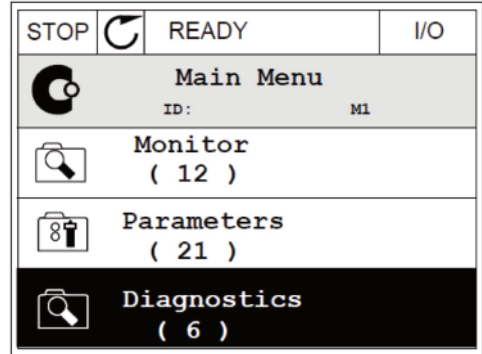 STOP READY I/O
Main Menu
ID: M1
Monitor
( 12 )
Parameters
( 21 )
Diagnostics
( 6 )